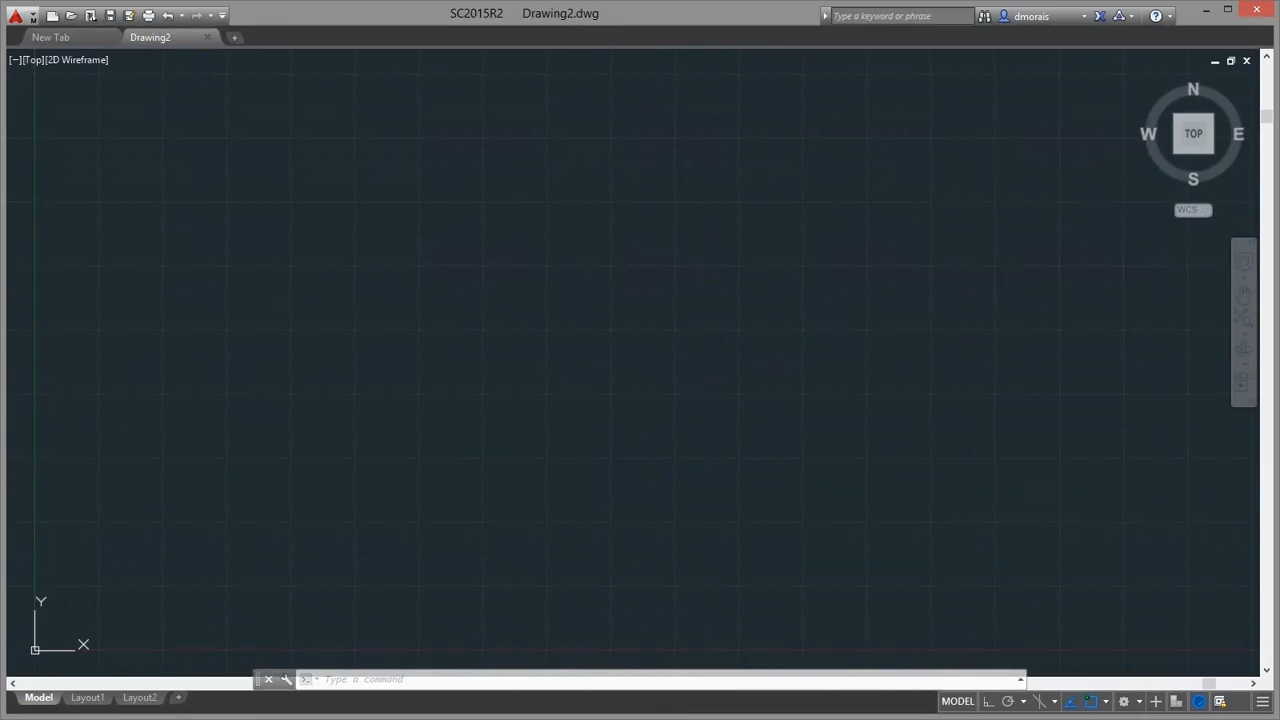 SC2015R2 Drawing2.dwg
Type a keyword or phrase
dmorais
New Tab
Drawing2
[−][Top][2D Wireframe]
N
W
TOP
E
S
WCS
Y
X
Type a command
Model
Layout1
Layout2
MODEL